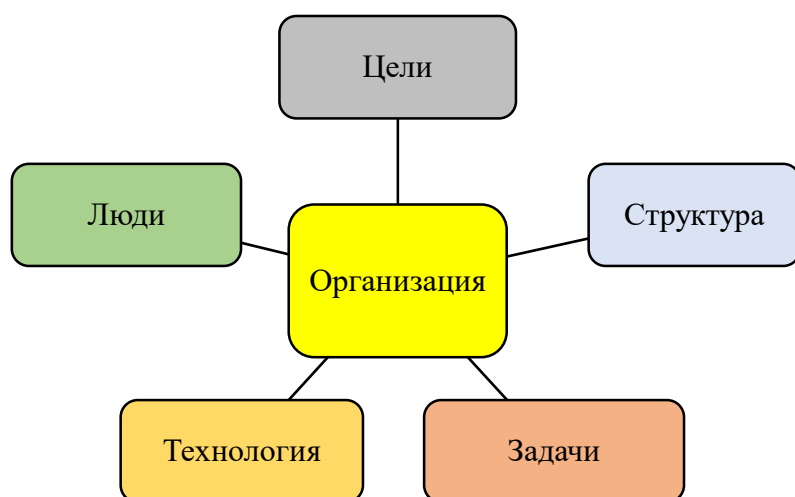 Цели
Люди
Структура
Организация
Технология
Задачи